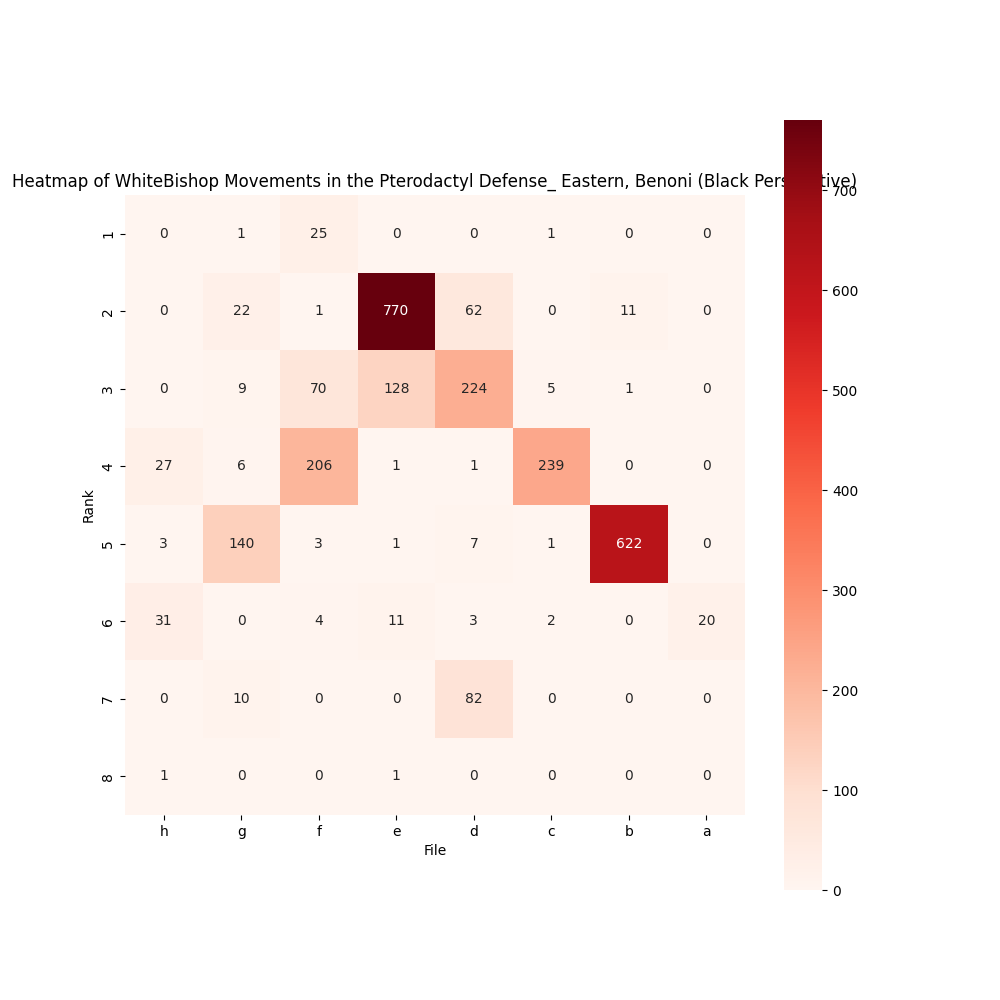 Heatmap of WhiteBishop Movements in the Pterodactyl Defense_ Eastern, Benoni (Black Perspective)
700
1 0 1 25 0 0 1 0 0
2 0 22 1 770 62 0 11 0
600
3 0 9 70 128 224 5 1 0
500
4 27 6 206 1 1 239 0 0
400
Rank
5 3 140 3 1 7 1 622 0
300
6 31 0 4 11 3 2 0 20
200
7 0 10 0 0 82 0 0 0
8 1 0 0 1 0 0 0 0
100
h g f e d c b a
File
0